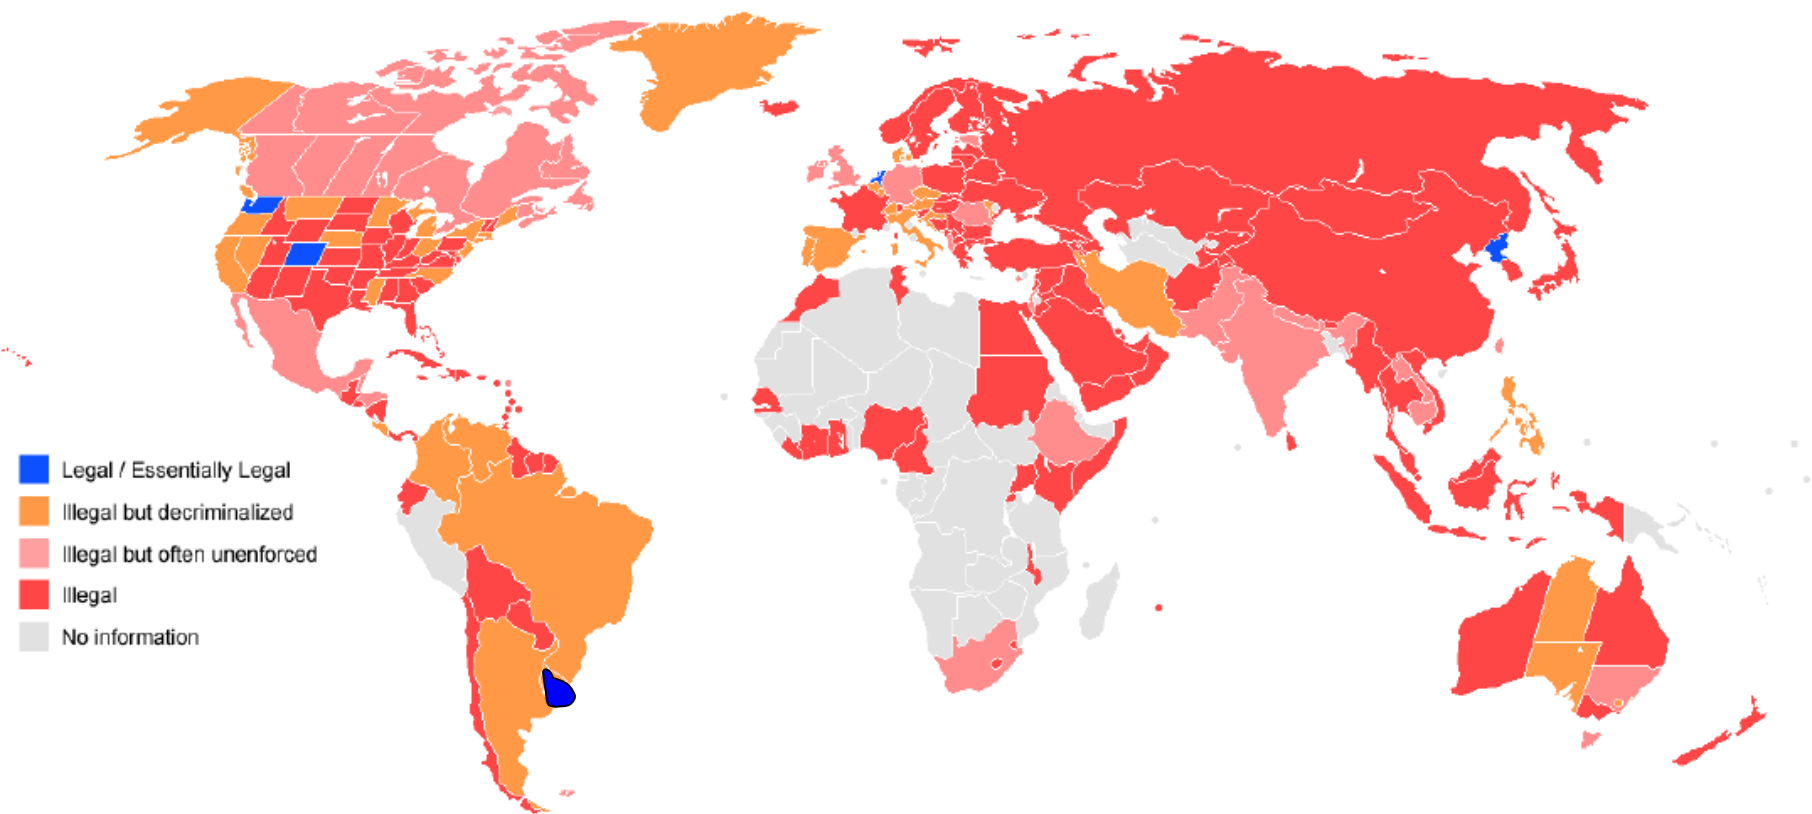 Legal / Essentially Legal
Illegal but decriminalized
Illegal but often unenforced
Illegal
No information